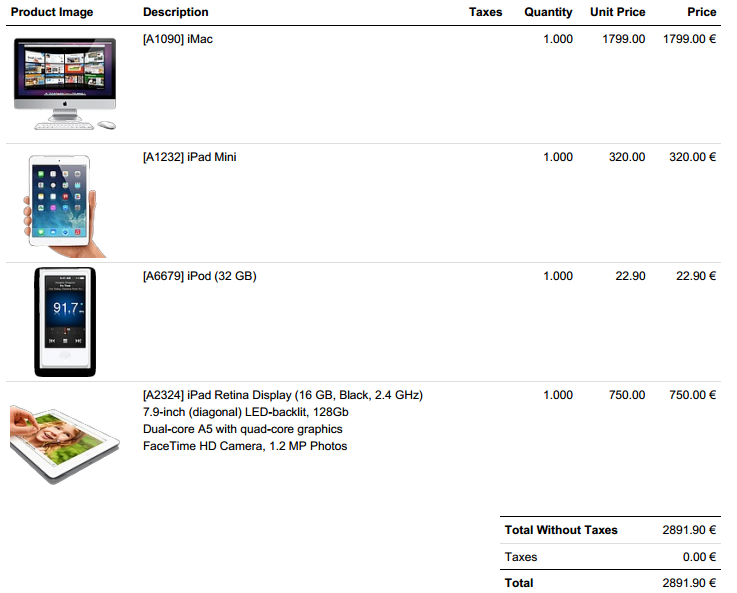 Product Image Description Taxes Quantity Unit Price Price
[A1090] iMac 1.000 1799.00 1799.00 €
[A1232] iPad Mini 1.000 320.00 320.00 €
[A6679] iPod (32 GB) 1.000 22.90 22.90 €
91.7
[A2324] iPad Retina Display (16 GB, Black, 2.4 GHz) 1.000 750.00 750.00 €
7.9-inch (diagonal) LED-backlit, 128Gb
Dual-core A5 with quad-core graphics
FaceTime HD Camera, 1.2 MP Photos
Total Without Taxes 2891.90 €
Taxes 0.00 €
Total 2891.90 €